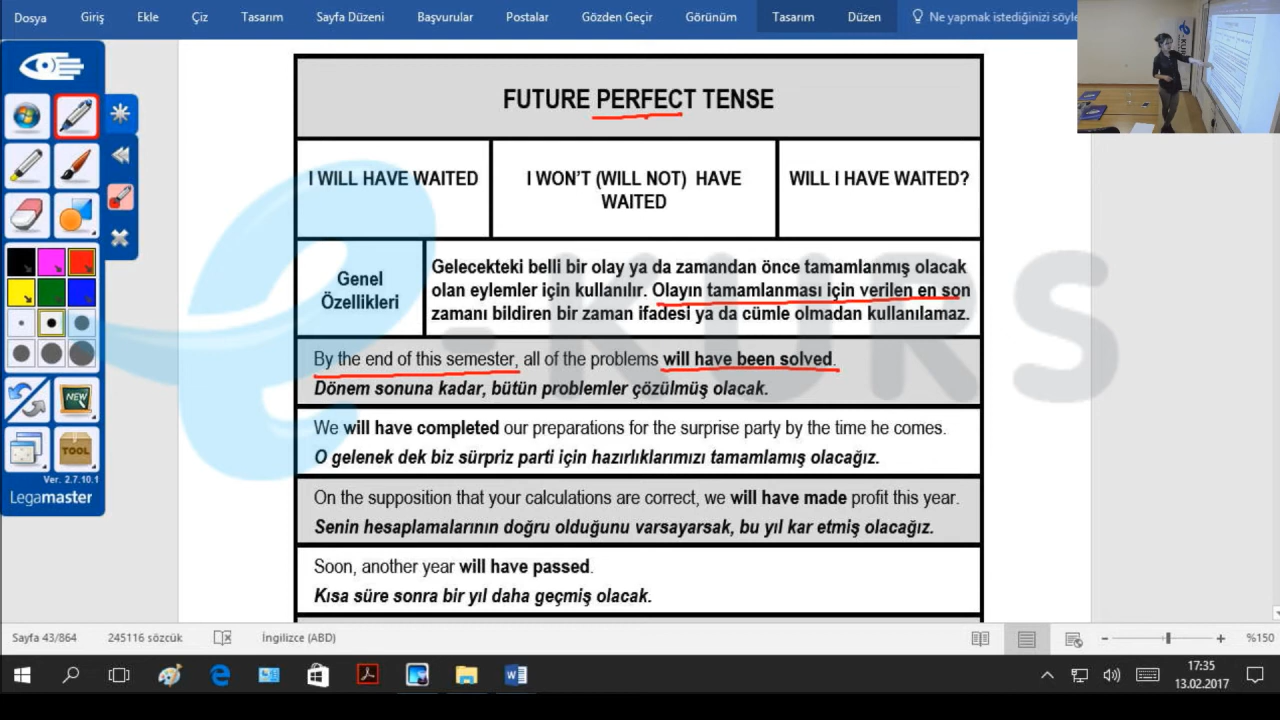 Dosya Giriş Ekle Çiz Tasarım Sayfa Düzeni Başvurular Postalar Gözden Geçir Görünüm Tasarım Düzen Ne yapmak istediğinizi söyle
FUTURE PERFECT TENSE
I WILL HAVE WAITED
I WON'T (WILL NOT) HAVE
WAITED
WILL I HAVE WAITED?
Genel
Özellikleri
Gelecekteki belli bir olay ya da zamandan önce tamamlanmış olacak
olan eylemler için kullanılır. Olayın tamamlanması için verilen en son
zamanı bildiren bir zaman ifadesi ya da cümle olmadan kullanılamaz.
By the end of this semester, all of the problems will have been solved.
Dönem sonuna kadar, bütün problemler çözülmüş olacak.
We will have completed our preparations for the surprise party by the time he comes.
O gelenek dek biz sürpriz parti için hazırlıklarımızı tamamlamış olacağız.
On the supposition that your calculations are correct, we will have made profit this year.
Senin hesaplamalarının doğru olduğunu varsayarsak, bu yıl kar etmiş olacağız.
Soon, another year will have passed.
Kısa süre sonra bir yıl daha geçmiş olacak.
e-KURS
NEW
TOOL
Ver. 2.7.10.1
Legamaster
Sayfa 43/864 245116 sözcük İngilizce (ABD) %150
17:35
13.02.2017